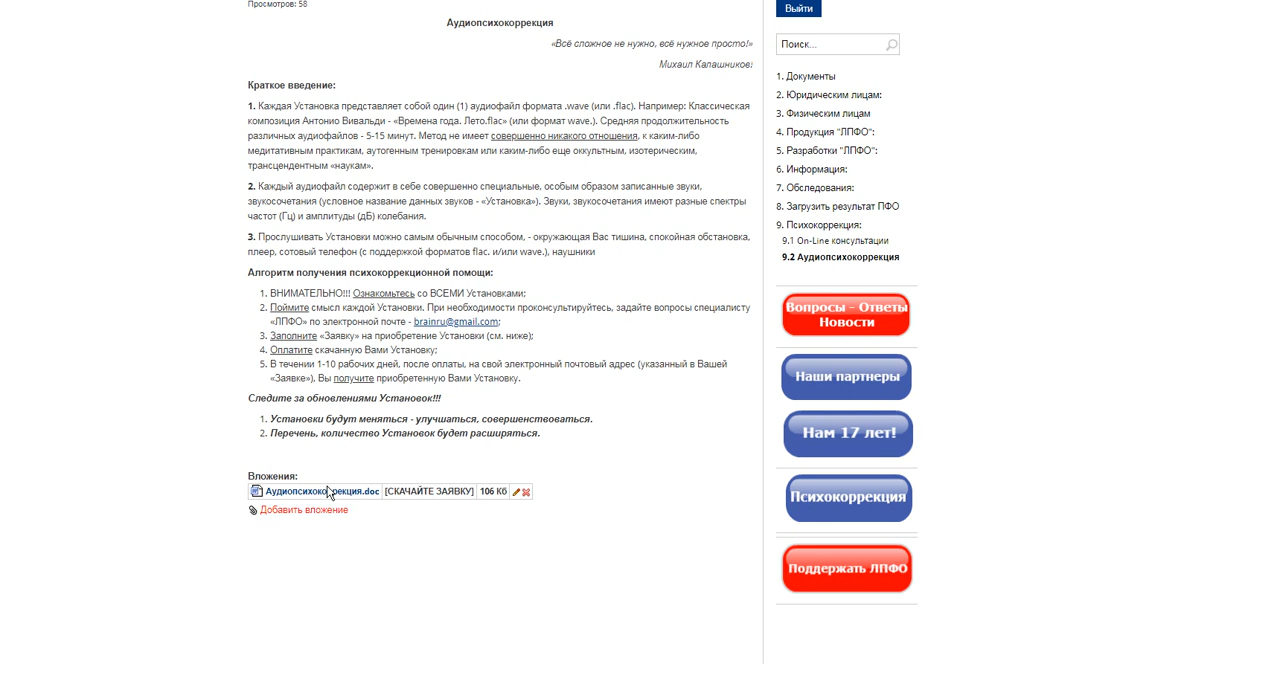 Просмотров: 58
Аудиопсихокоррекция
«Всё сложное не нужно, всё нужное просто!»
Михаил Калашников:
Краткое введение:
1. Каждая Установка представляет собой один (1) аудиофайл формата .wave (или .flac). Например: Классическая
композиция Антонио Вивальди - «Времена года. Лето.flac» (или формат wave.). Средняя продолжительность
различных аудиофайлов - 5-15 минут. Метод не имеет совершенно никакого отношения, к каким-либо
медитативным практикам, аутогенным тренировкам или каким-либо еще оккультным, изотерическим,
трансцендентным «наукам».
2. Каждый аудиофайл содержит в себе совершенно специальные, особым образом записанные звуки,
звукосочетания (условное название данных звуков - «Установка»). Звуки, звукосочетания имеют разные спектры
частот (Гц) и амплитуды (дБ) колебания.
3. Прослушивать Установки можно самым обычным способом, - окружающая Вас тишина, спокойная обстановка,
плеер, сотовый телефон (с поддержкой форматов flac. и/или wave.), наушники
Алгоритм получения психокоррекционной помощи:
1. ВНИМАТЕЛЬНО!!! Ознакомьтесь со ВСЕМИ Установками;
2. Поймите смысл каждой Установки. При необходимости проконсультируйтесь, задайте вопросы специалисту
«ЛПФО» по электронной почте - brainru@gmail.com;
3. Заполните «Заявку» на приобретение Установки (см. ниже);
4. Оплатите скачанную Вами Установку;
5. В течении 1-10 рабочих дней, после оплаты, на свой электронный почтовый адрес (указанный в Вашей
«Заявке»), Вы получите приобретенную Вами Установку.
Следите за обновлениями Установок!!!
1. Установки будут меняться - улучшаться, совершенствоваться.
2. Перечень, количество Установок будет расширяться.
Вложения:
Аудиопсихокоррекция.doc [СКАЧАЙТЕ ЗАЯВКУ] 106 Кб
Добавить вложение
Выйти
Поиск...
1. Документы
2. Юридическим лицам:
3. Физическим лицам
4. Продукция "ЛПФО":
5. Разработки "ЛПФО":
6. Информация:
7. Обследования:
8. Загрузить результат ПФО
9. Психокоррекция:
9.1 On-Line консультации
9.2 Аудиопсихокоррекция
Вопросы - Ответы
Новости
Наши партнеры
Нам 17 лет!
Психокоррекция
Поддержать ЛПФО